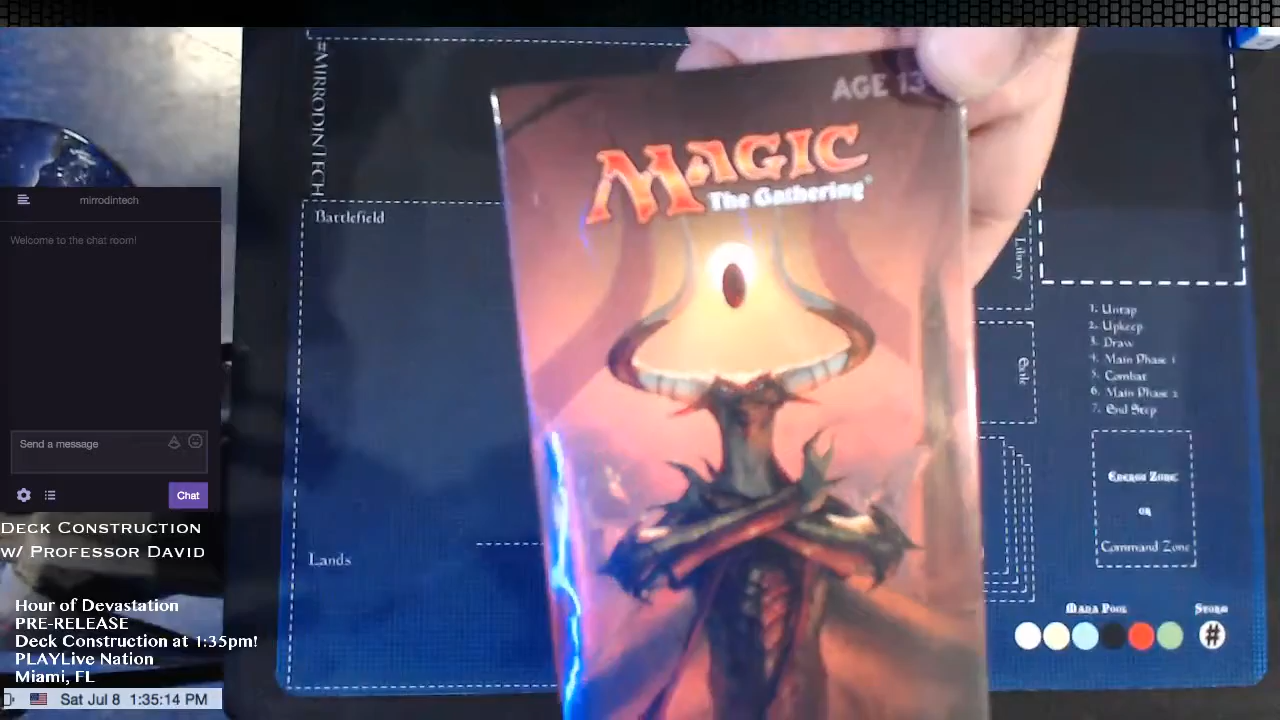 #MIRRODINTECH
AGE 13
MAGIC
The Gathering®
mirrodintech
Welcome to the chat room!
Send a message
Chat
DECK CONSTRUCTION
W/ PROFESSOR DAVID
Hour of Devastation
PRE-RELEASE
Deck Construction at 1:35pm!
PLAYLive Nation
Miami, FL
Sat Jul 8 1:35:14 PM
Battlefield
Lands
Library
Exile
1. Untap
2. Upkeep
3. Draw
4. Main Phase 1
5. Combat
6. Main Phase 2
7. End Step
Energy Zone
or
Command Zone
Mana Pool
Storm
#